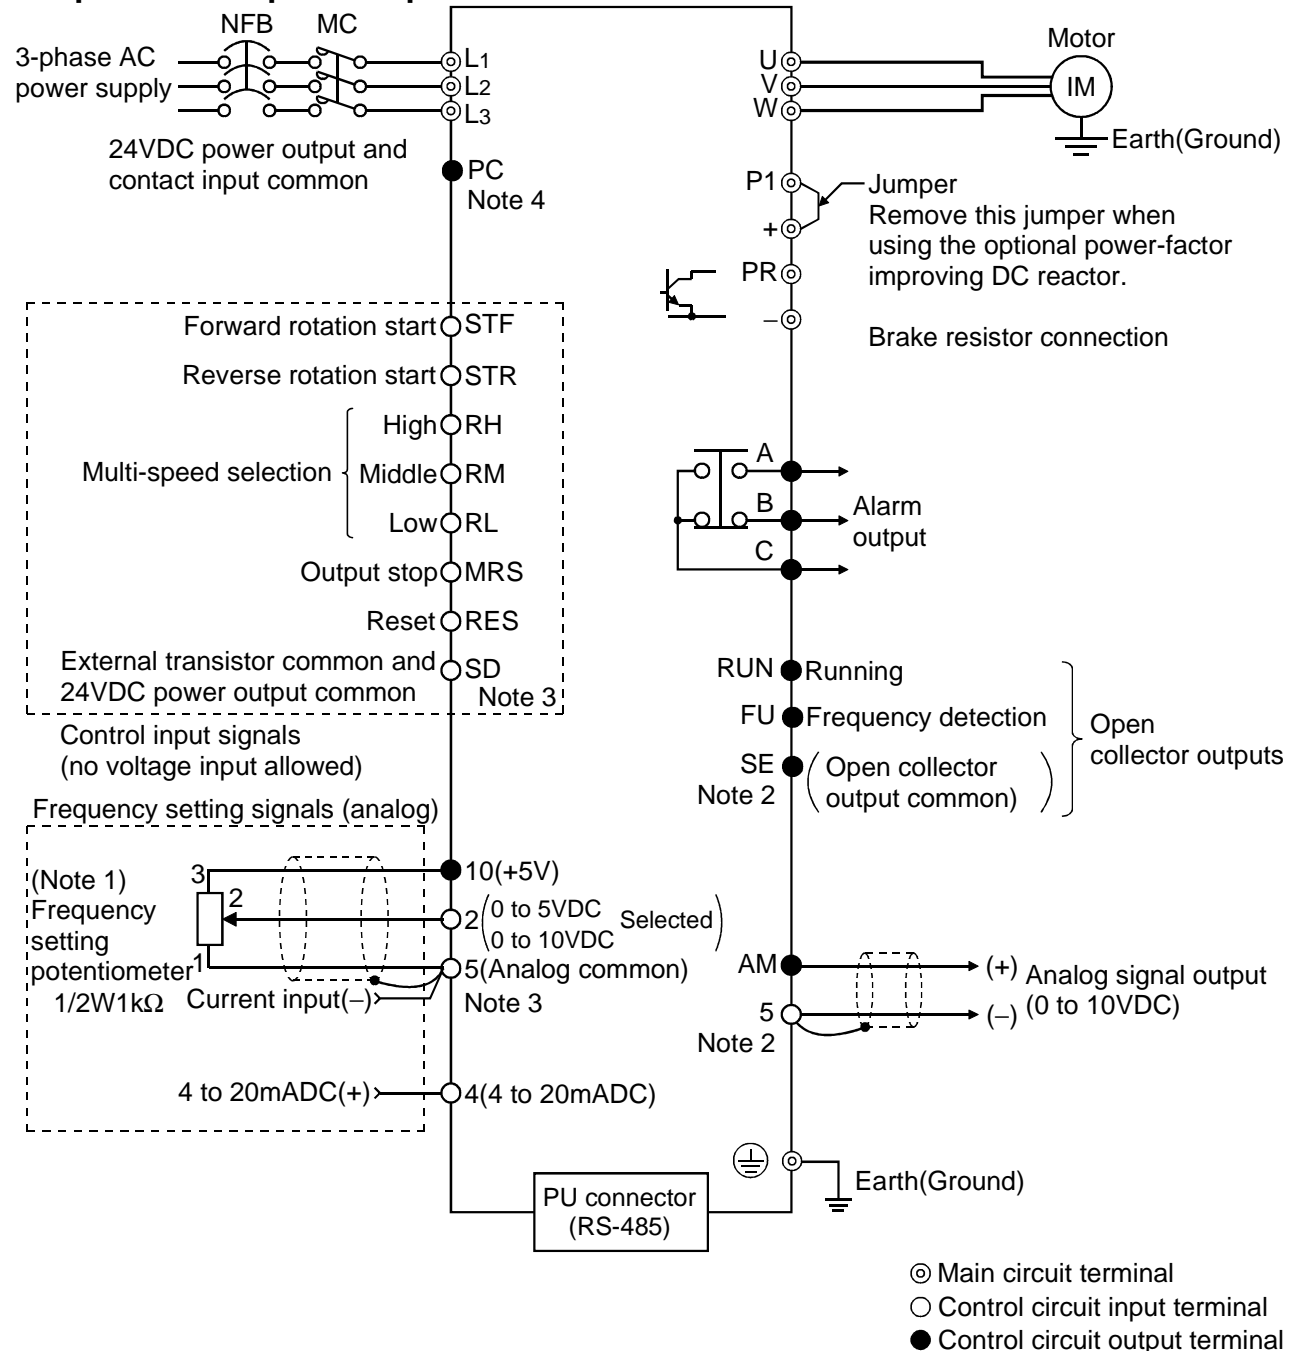 NFB
MC
3-phase AC
power supply
L1
L2
L3
24VDC power output and
contact input common
PC
Note 4
U
V
W
Motor
IM
Earth(Ground)
P1
+
PR
−
Jumper
Remove this jumper when
using the optional power-factor
improving DC reactor.
Brake resistor connection
Forward rotation start STF
Reverse rotation start STR
Multi-speed selection
High RH
Middle RM
Low RL
Output stop MRS
Reset RES
External transistor common and
24VDC power output common
SD
Note 3
Control input signals
(no voltage input allowed)
A
B
C
Alarm
output
RUN Running
FU Frequency detection
SE
Note 2
(Open collector
output common)
Open
collector outputs
Frequency setting signals (analog)
(Note 1)
Frequency
setting
potentiometer
1/2W1kΩ
3
2
1
10(+5V)
2
(0 to 5VDC
0 to 10VDC
Selected)
5(Analog common)
Note 3
Current input(−)
4 to 20mADC(+)
4(4 to 20mADC)
AM
5
Note 2
(+)
(−)
Analog signal output
(0 to 10VDC)
Earth(Ground)
PU connector
(RS-485)
Main circuit terminal
Control circuit input terminal
Control circuit output terminal